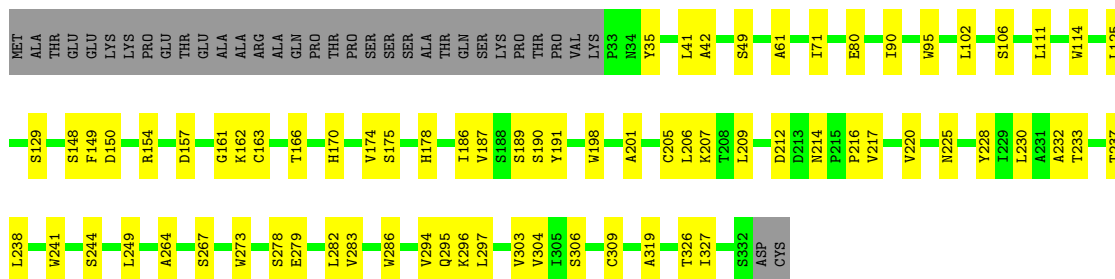 MET ALA THR GLU GLU LYS LYS PRO GLU THR GLU ALA ALA ARG ALA GLN PRO THR PRO SER SER SER ALA THR GLN SER LYS PRO THR PRO VAL LYS P33 N34 Y35 L41 A42 S49 A61 I71 E80 I90 W95 L102 S106 L111 W114 L125
S129 S148 F149 D150 R154 D157 G161 K162 C163 T166 H170 V174 S175 H178 I186 V187 S188 S189 S190 Y191 W198 A201 C205 L206 K207 T208 L209 D212 D213 N214 P215 P216 V217 V220 N225 Y228 I229 L230 A231 A232 T233 T237
L238 W241 S244 L249 A264 S267 W273 S278 E279 L282 V283 W286 V294 Q295 K296 L297 V303 V304 I305 S306 C309 A319 T326 I327 S332 ASP CYS